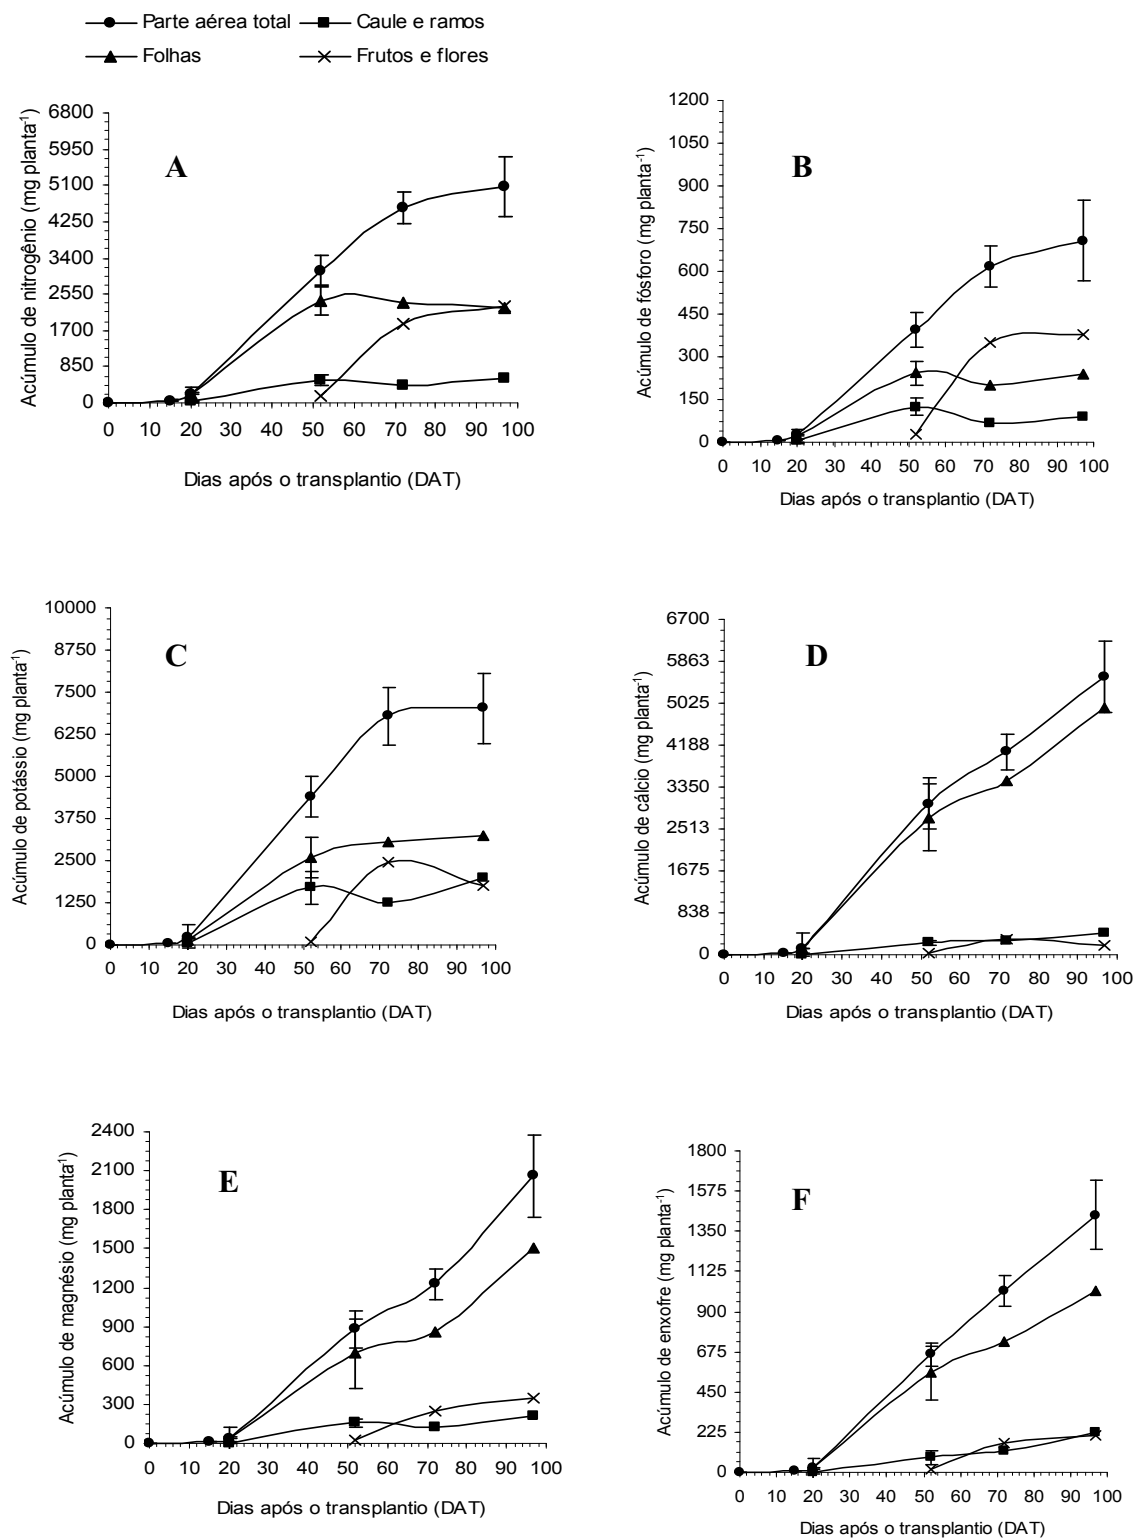 Parte aérea total Caule e ramos
Folhas Frutos e flores
A
Acúmulo de nitrogênio (mg planta-1)
6800
5950
5100
4250
3400
2550
1700
850
0
0 10 20 30 40 50 60 70 80 90 100
Dias após o transplantio (DAT)
B
Acúmulo de fósforo (mg planta-1)
1200
1050
900
750
600
450
300
150
0
0 10 20 30 40 50 60 70 80 90 100
Dias após o transplantio (DAT)
C
Acúmulo de potássio (mg planta-1)
10000
8750
7500
6250
5000
3750
2500
1250
0
0 10 20 30 40 50 60 70 80 90 100
Dias após o transplantio (DAT)
D
Acúmulo de cálcio (mg planta-1)
6700
5863
5025
4188
3350
2513
1675
838
0
0 10 20 30 40 50 60 70 80 90 100
Dias após o transplantio (DAT)
E
Acúmulo de magnésio (mg planta-1)
2400
2100
1800
1500
1200
900
600
300
0
0 10 20 30 40 50 60 70 80 90 100
Dias após o transplantio (DAT)
F
Acúmulo de enxofre (mg planta-1)
1800
1575
1350
1125
900
675
450
225
0
0 10 20 30 40 50 60 70 80 90 100
Dias após o transplantio (DAT)